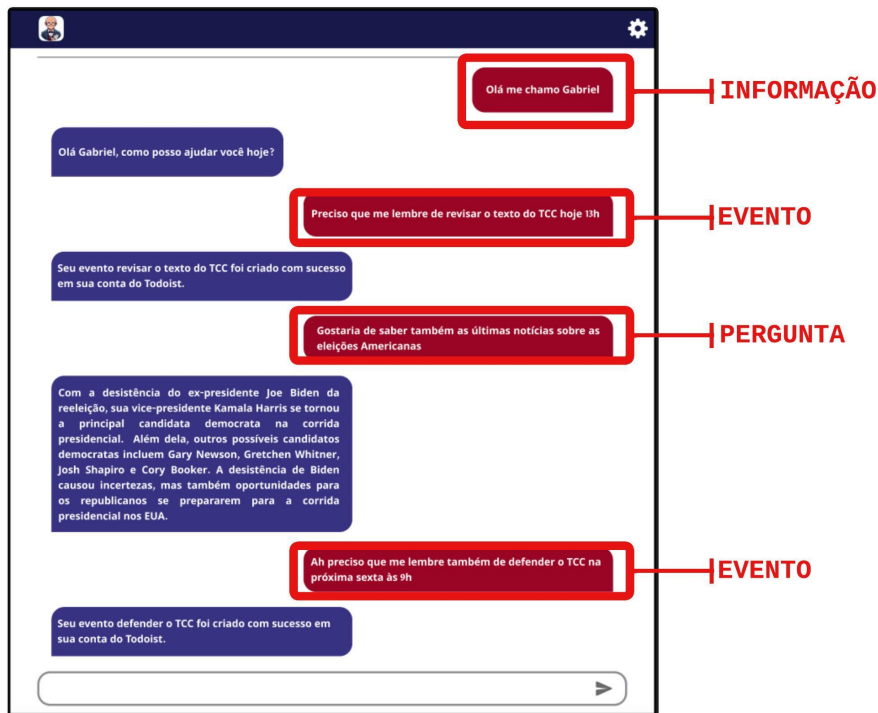 Olá me chamo Gabriel
INFORMAÇÃO
Olá Gabriel, como posso ajudar você hoje?
Preciso que me lembre de revisar o texto do TCC hoje 13h
EVENTO
Seu evento revisar o texto do TCC foi criado com sucesso
em sua conta do Todoist.
Gostaria de saber também as últimas notícias sobre as
eleições Americanas
PERGUNTA
Com a desistência do ex-presidente Joe Biden da
reeleição, sua vice-presidente Kamala Harris se tornou
a principal candidata democrata na corrida
presidencial. Além dela, outros possíveis candidatos
democratas incluem Gary Newson, Gretchen Whitner,
Josh Shapiro e Cory Booker. A desistência de Biden
causou incertezas, mas também oportunidades para
os republicanos se prepararem para a corrida
presidencial nos EUA.
Ah preciso que me lembre também de defender o TCC na
próxima sexta às 9h
EVENTO
Seu evento defender o TCC foi criado com sucesso em
sua conta do Todoist.